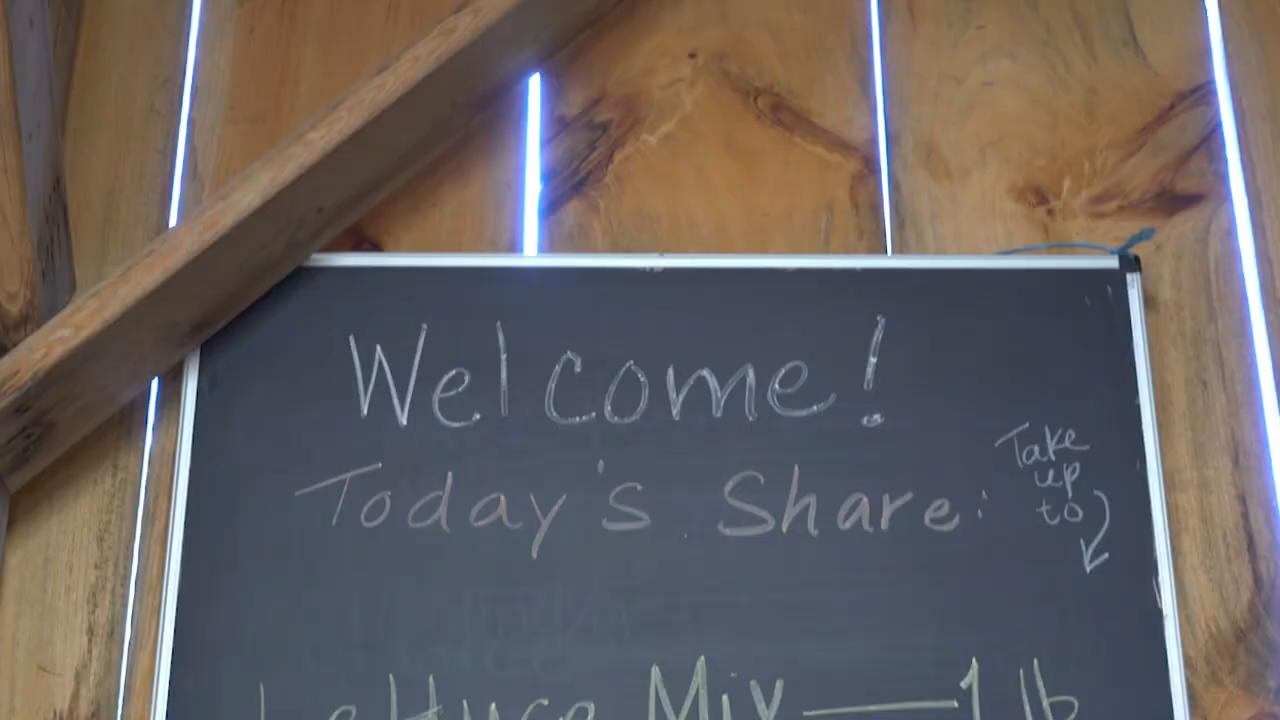 Welcome!
Today's Share:
Take
up
to
Lettuce Mix — 1 lb